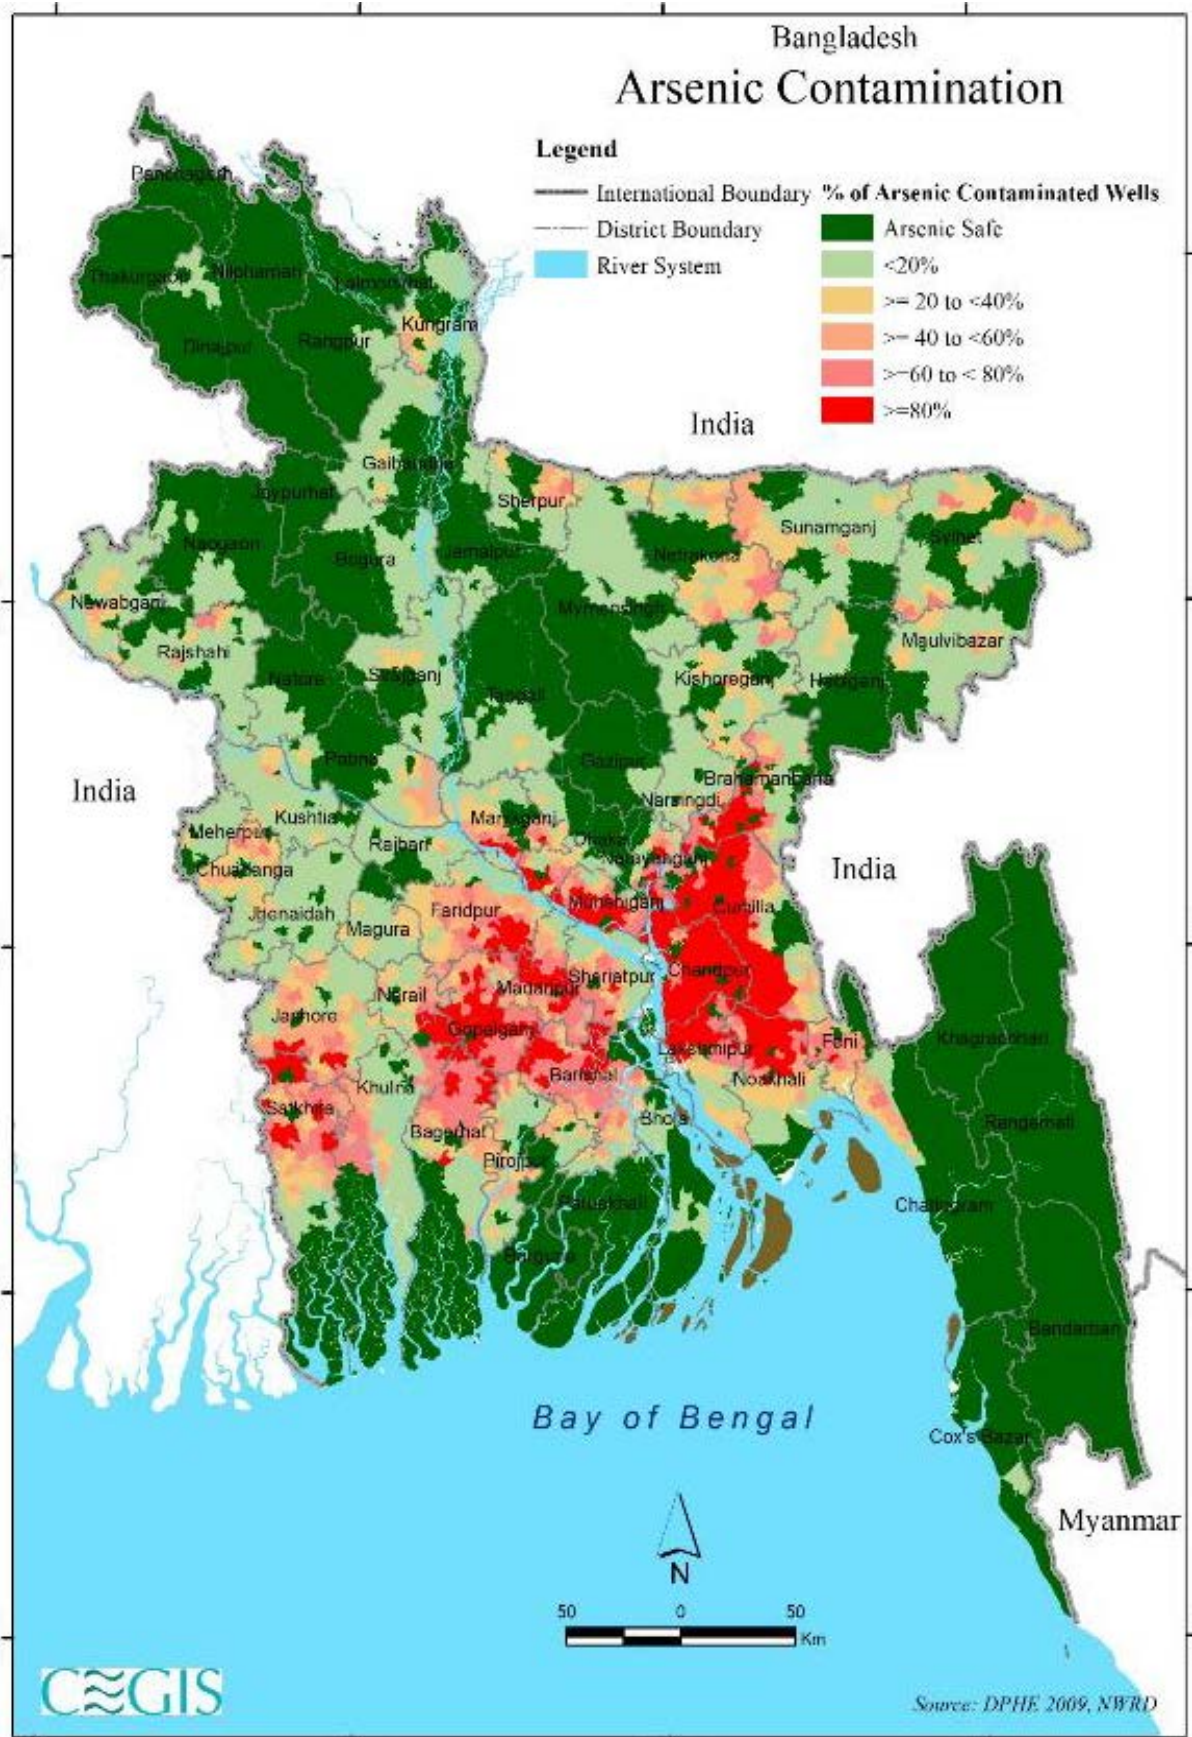 Bangladesh
Arsenic Contamination
Legend
International Boundary
District Boundary
River System
% of Arsenic Contaminated Wells
Arsenic Safe
<20%
>= 20 to <40%
>= 40 to <60%
>=60 to < 80%
>=80%
Panchagarh
Thakurgaon
Nilphamari
Lalmonirhat
Kurigram
Dinajpur
Rangpur
India
Gaibandha
Joypurhat
Sherpur
Sunamganj
Naogaon
Bogura
Jamalpur
Netrakona
Sylhet
Nawabganj
Mymensingh
Rajshahi
Maulvibazar
Natore
Sirajganj
Tangail
Kishoreganj
Habiganj
Pabna
Gazipur
Brahamanbaria
India
Kushtia
Manikganj
Narsingdi
Meherpur
Rajbari
Dhaka
Narayanganj
Chuadanga
India
Jhenaidah
Magura
Faridpur
Munshiganj
Cumilla
Shariatpur
Chandpur
Narail
Madaripur
Jashore
Gopalganj
Lakshmipur
Feni
Khagrachhari
Khulna
Barishal
Noakhali
Satkhira
Bagerhat
Bhola
Rangamati
Pirojpur
Patuakhali
Chattogram
Barguna
Bandarban
Bay of Bengal
Cox's Bazar
Myanmar
N
50 0 50
Km
CEGIS
Source: DPHE 2009, NWRD